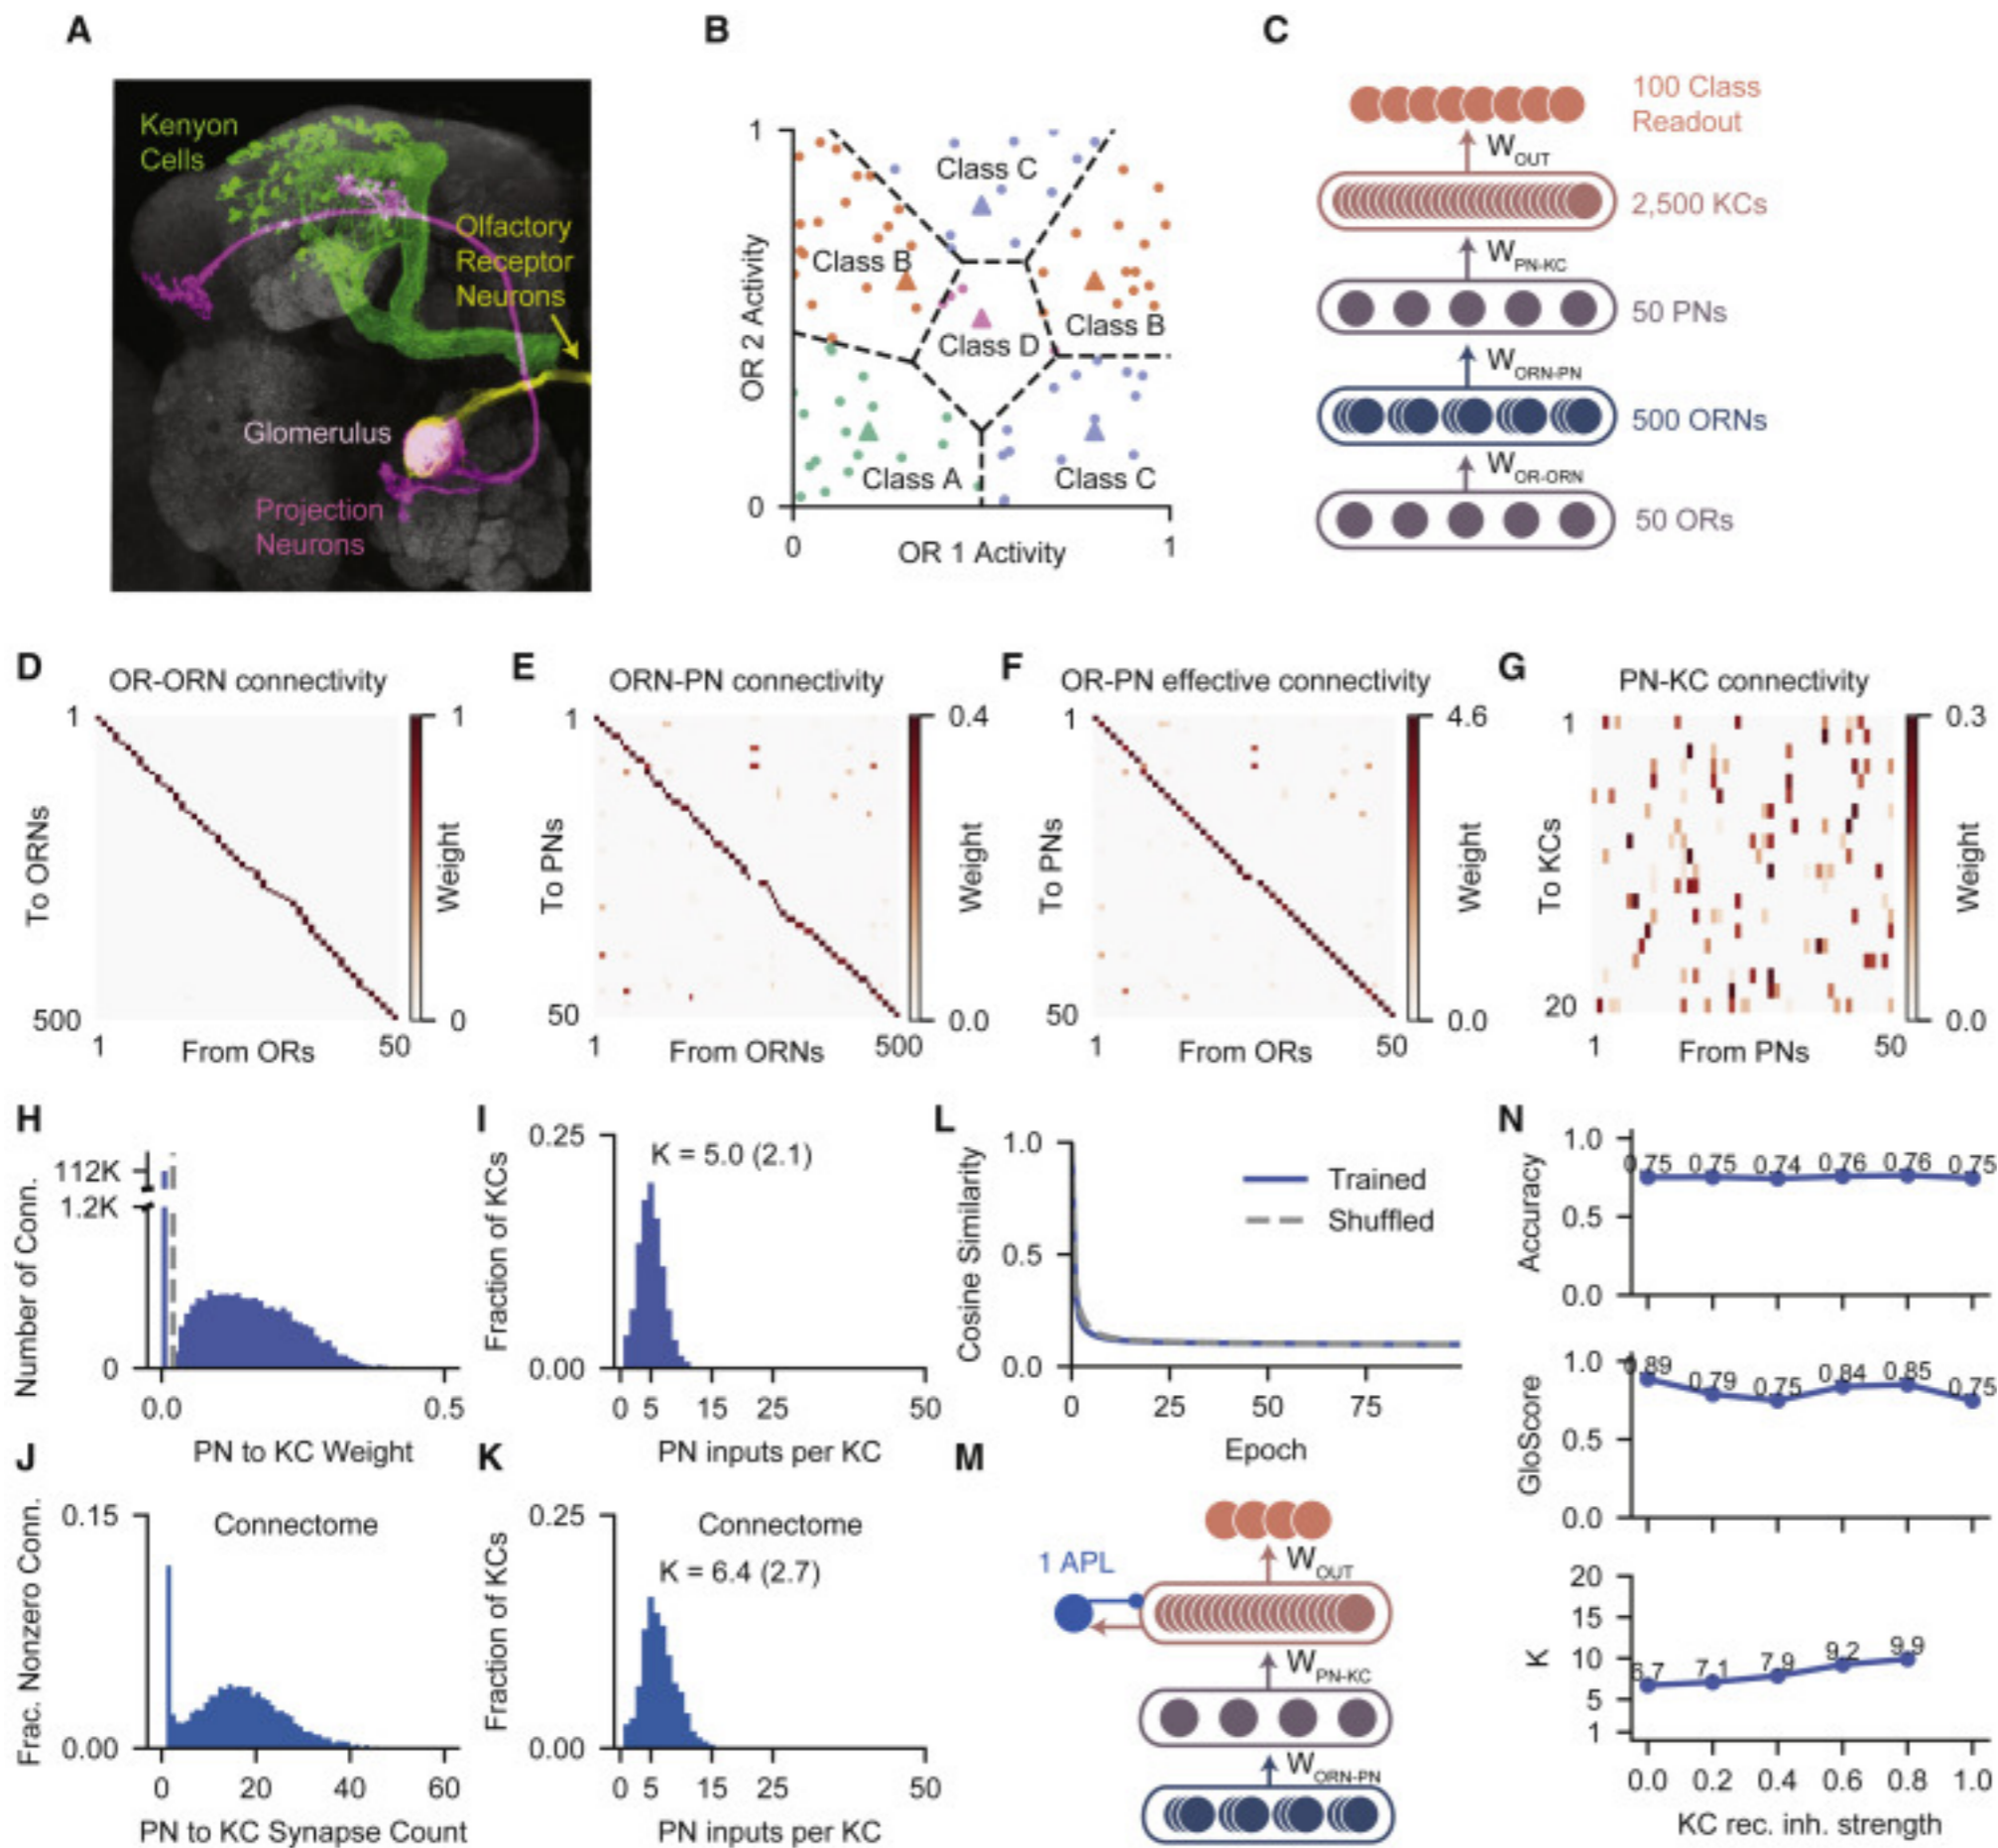 A
Kenyon
Cells
Olfactory
Receptor
Neurons
Glomerulus
Projection
Neurons
B
1
OR 2 Activity
0
0
OR 1 Activity
1
Class C
Class B
Class B
Class D
Class A
Class C
C
100 Class
Readout
W OUT
2,500 KCs
W PN-KC
50 PNs
W ORN-PN
500 ORNs
W OR-ORN
50 ORs
D
OR-ORN connectivity
1
To ORNs
500
1
From ORs
50
1
Weight
0
E
ORN-PN connectivity
1
To PNs
50
1
From ORNs
500
0.4
Weight
0.0
F
OR-PN effective connectivity
1
To PNs
50
1
From ORs
50
4.6
Weight
0.0
G
PN-KC connectivity
1
To KCs
20
1
From PNs
50
0.3
Weight
0.0
H
112K
1.2K
0
Number of Conn.
0.0
0.5
PN to KC Weight
I
0.25
K = 5.0 (2.1)
Fraction of KCs
0.00
0 5 15 25 50
PN inputs per KC
J
0.15
Connectome
Frac. Nonzero Conn.
0.00
0 20 40 60
PN to KC Synapse Count
K
0.25
Connectome
K = 6.4 (2.7)
Fraction of KCs
0.00
0 5 15 25 50
PN inputs per KC
L
1.0
Trained
Shuffled
Cosine Similarity
0.5
0.0
0 25 50 75
Epoch
M
1 APL
W OUT
W PN-KC
W ORN-PN
N
1.0
0.75 0.75 0.74 0.76 0.76 0.75
Accuracy
0.5
0.0
1.0
0.89 0.79 0.75 0.84 0.85 0.75
GloScore
0.5
0.0
20
15
10
5
1
K
6.7 7.1 7.9 9.2 9.9
0.0 0.2 0.4 0.6 0.8 1.0
KC rec. inh. strength